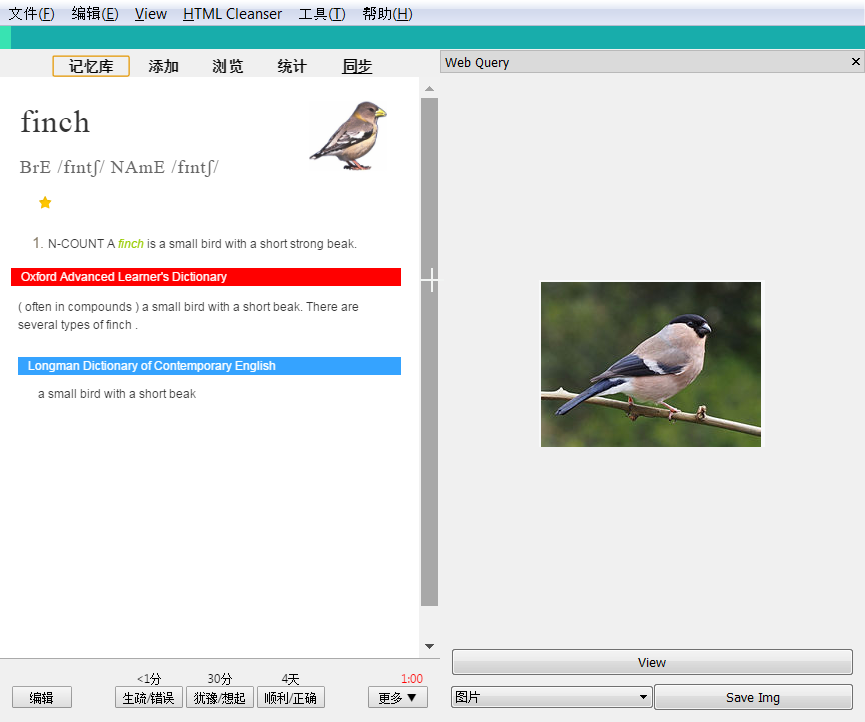 文件(F) 编辑(E) View HTML Cleanser 工具(T) 帮助(H)
记忆库 添加 浏览 统计 同步
Web Query ×
finch
BrE /fɪntʃ/ NAmE /fɪntʃ/
1. N-COUNT A finch is a small bird with a short strong beak.
Oxford Advanced Learner's Dictionary
( often in compounds ) a small bird with a short beak. There are
several types of finch .
Longman Dictionary of Contemporary English
a small bird with a short beak
View
<1分 30分 4天 1:00
编辑 生疏/错误 犹豫/想起 顺利/正确 更多 ▼
图片 Save Img